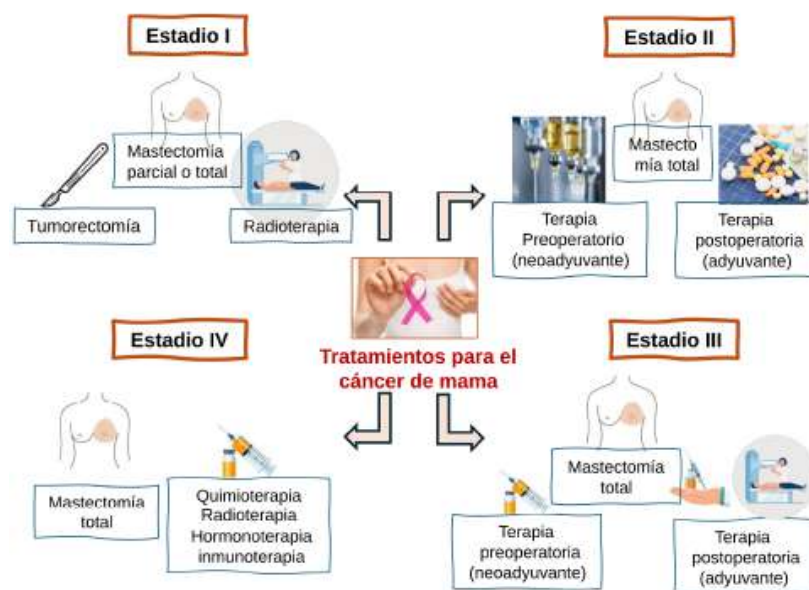 Estadio I
Mastectomía
parcial o total
Tumorectomía
Radioterapia
Estadio II
Mastecto
mía total
Terapia
Preoperatorio
(neoadyuvante)
Terapia
postoperatoria
(adyuvante)
Tratamientos para el
cáncer de mama
Estadio IV
Mastectomía
total
Quimioterapia
Radioterapia
Hormonoterapia
inmunoterapia
Estadio III
Mastectomía
total
Terapia
preoperatoria
(neoadyuvante)
Terapia
postoperatoria
(adyuvante)